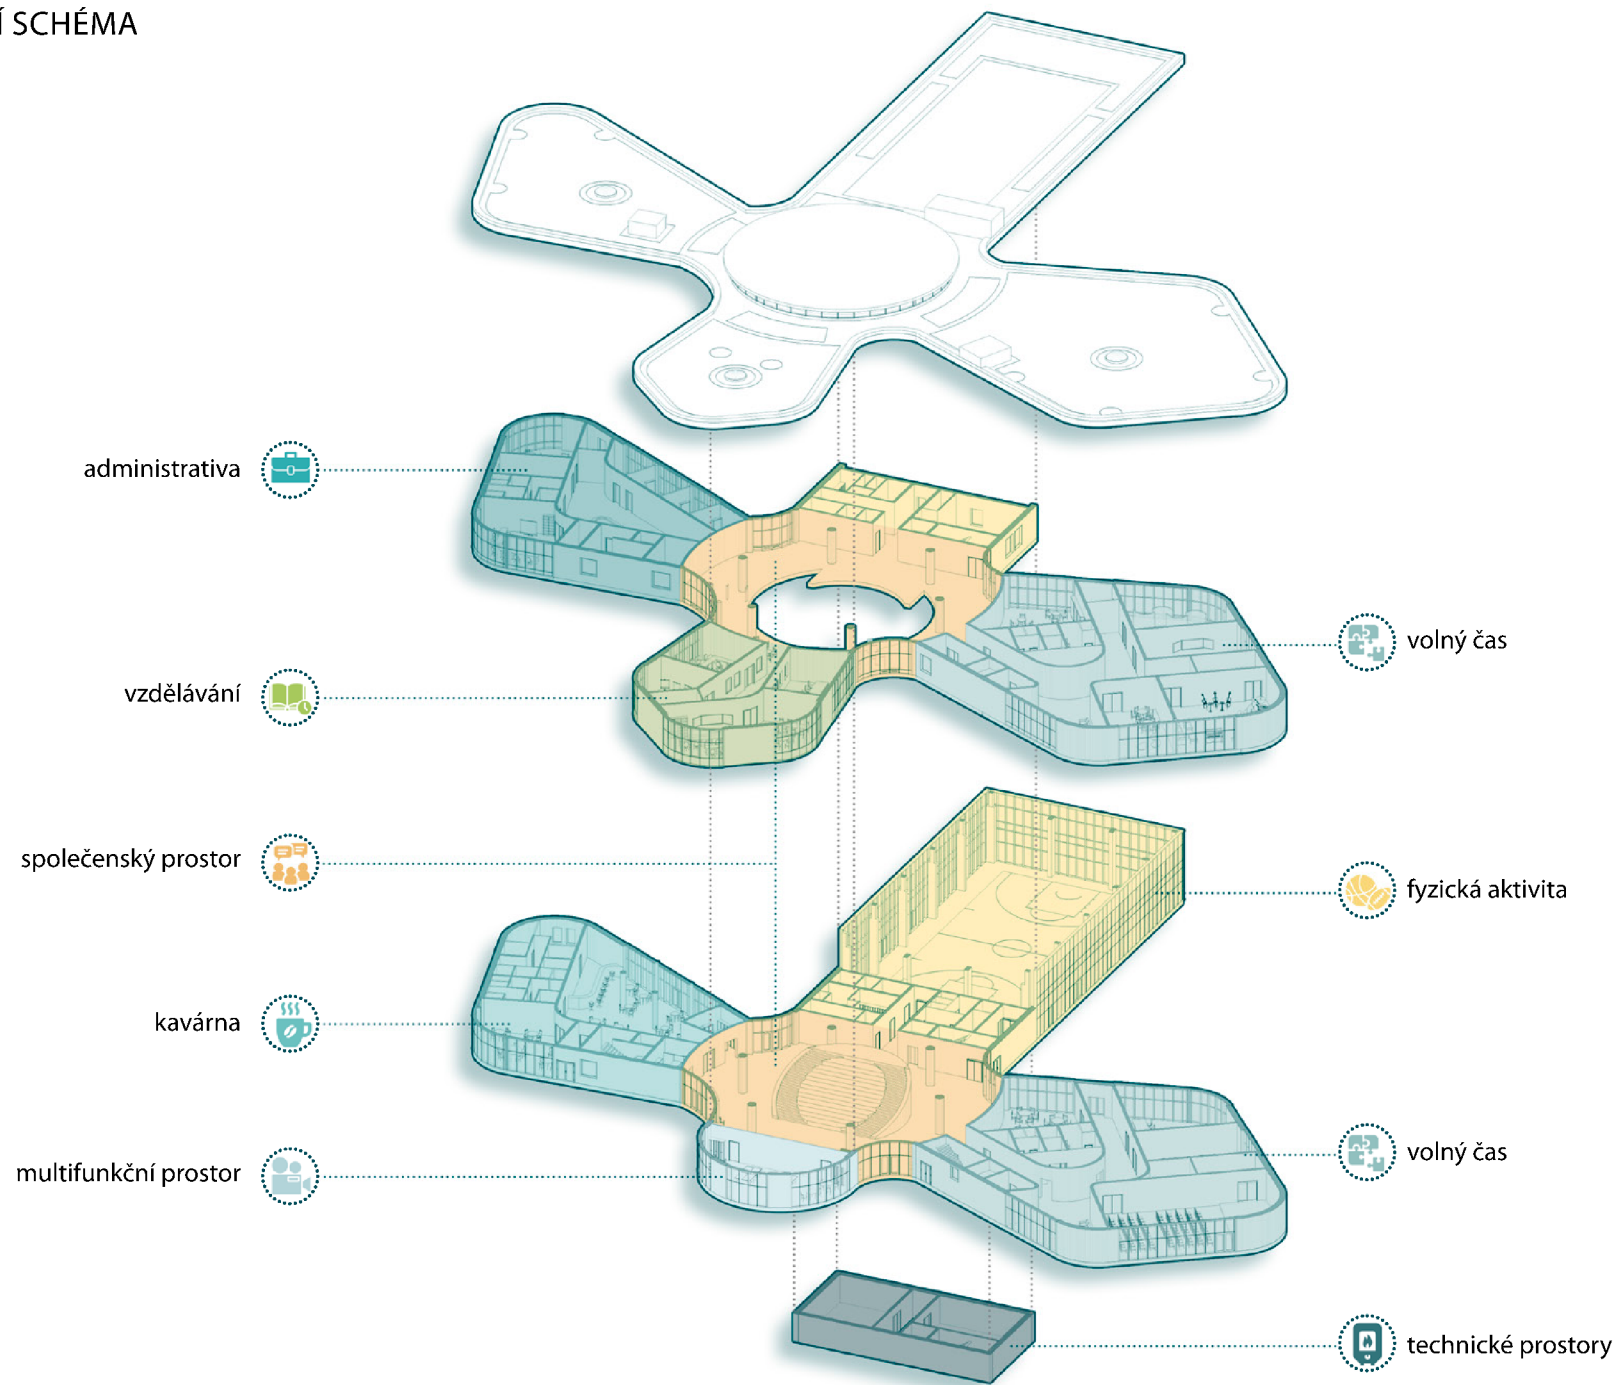 Í SCHÉMA
administrativa
volný čas
vzdělávání
společenský prostor
fyzická aktivita
kavárna
volný čas
multifunkční prostor
technické prostory